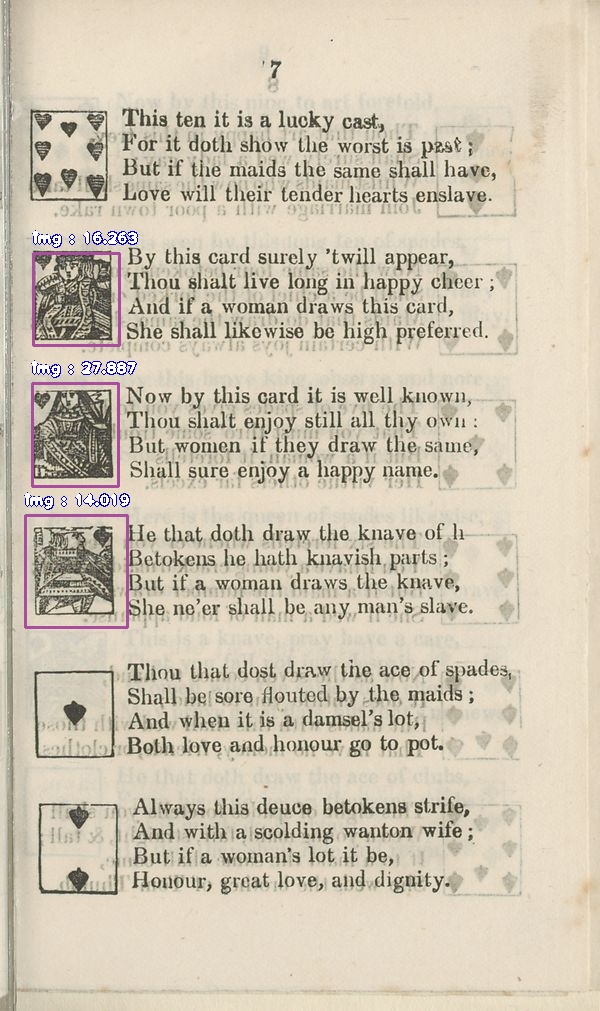 7
This ten it is a lucky cast,
For it doth show the worst is past;
But if the maids the same shall have,
Love will their tender hearts enslave.
img : 16.263
By this card surely 'twill appear,
Thou shalt live long in happy cheer;
And if a woman draws this card,
She shall likewise be high preferred.
img : 27.887
Now by this card it is well known,
Thou shalt enjoy still all thy own:
But women if they draw the same,
Shall sure enjoy a happy name.
img : 14.019
He that doth draw the knave of h
Betokens he hath knavish parts;
But if a woman draws the knave,
She ne'er shall be any man's slave.
Thou that dost draw the ace of spades,
Shall be sore flouted by the maids;
And when it is a damsel's lot,
Both love and honour go to pot.
Always this deuce betokens strife,
And with a scolding wanton wife;
But if a woman's lot it be,
Honour, great love, and dignity.